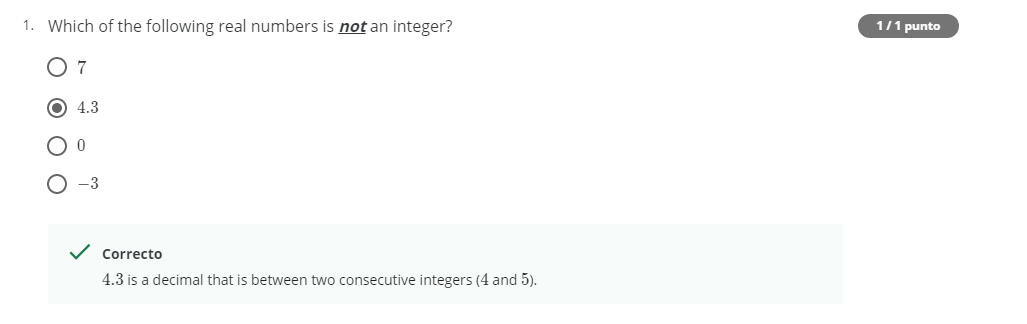 1. Which of the following real numbers is not an integer?
1 / 1 punto
7
4.3
0
−3
Correcto
4.3 is a decimal that is between two consecutive integers (4 and 5).